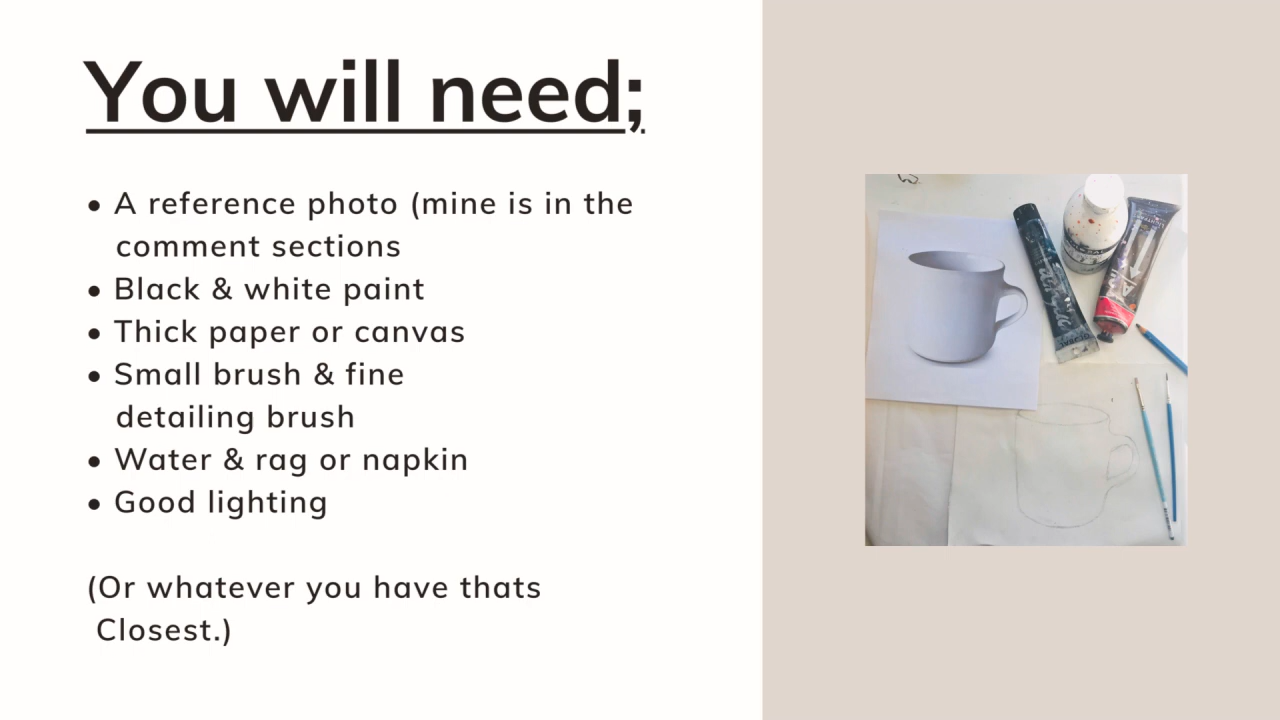 You will need;
• A reference photo (mine is in the
comment sections
• Black & white paint
• Thick paper or canvas
• Small brush & fine
detailing brush
• Water & rag or napkin
• Good lighting
(Or whatever you have thats
Closest.)